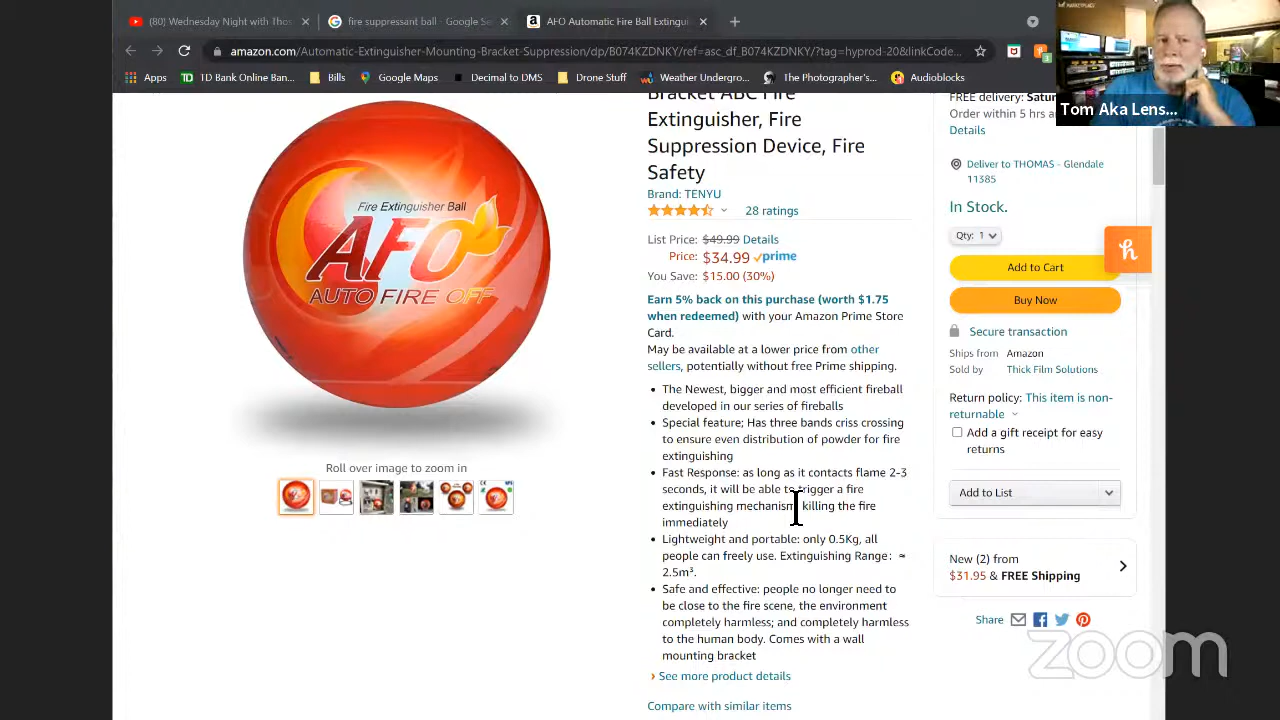 (80) Wednesday Night with Thos
fire suppressant ball - Google Se
AFO Automatic Fire Ball Extingui
amazon.com/Automatic-Extinguisher-Mounting-Bracket-Suppression/dp/B074KZDNKY/ref=asc_df_B074KZDNKY/?tag=hyprod-20&linkCode...
Apps
TD Bank Online Ban...
Bills
Google Maps
Decimal to DMS
Drone Stuff
Weather Undergro...
The Photographer's...
Audioblocks
Tom Aka Lens...
Fire Extinguisher Ball
AFO
AUTO FIRE OFF
Roll over image to zoom in
Bracket ABC Fire
Extinguisher, Fire
Suppression Device, Fire
Safety
Brand: TENYU
28 ratings
List Price: $49.99 Details
Price: $34.99 prime
You Save: $15.00 (30%)
Earn 5% back on this purchase (worth $1.75
when redeemed) with your Amazon Prime Store
Card.
May be available at a lower price from other
sellers, potentially without free Prime shipping.
• The Newest, bigger and most efficient fireball
developed in our series of fireballs
• Special feature; Has three bands criss crossing
to ensure even distribution of powder for fire
extinguishing
• Fast Response: as long as it contacts flame 2-3
seconds, it will be able to trigger a fire
extinguishing mechanism killing the fire
immediately
• Lightweight and portable: only 0.5Kg, all
people can freely use. Extinguishing Range: ≈
2.5m³.
• Safe and effective: people no longer need to
be close to the fire scene, the environment
completely harmless; and completely harmless
to the human body. Comes with a wall
mounting bracket
› See more product details
Compare with similar items
FREE delivery: Satur
Order within 5 hrs a
Details
Deliver to THOMAS - Glendale
11385
In Stock.
Qty: 1
Add to Cart
Buy Now
Secure transaction
Ships from Amazon
Sold by Thick Film Solutions
Return policy: This item is non-
returnable
Add a gift receipt for easy
returns
Add to List
New (2) from
$31.95 & FREE Shipping
Share
zoom